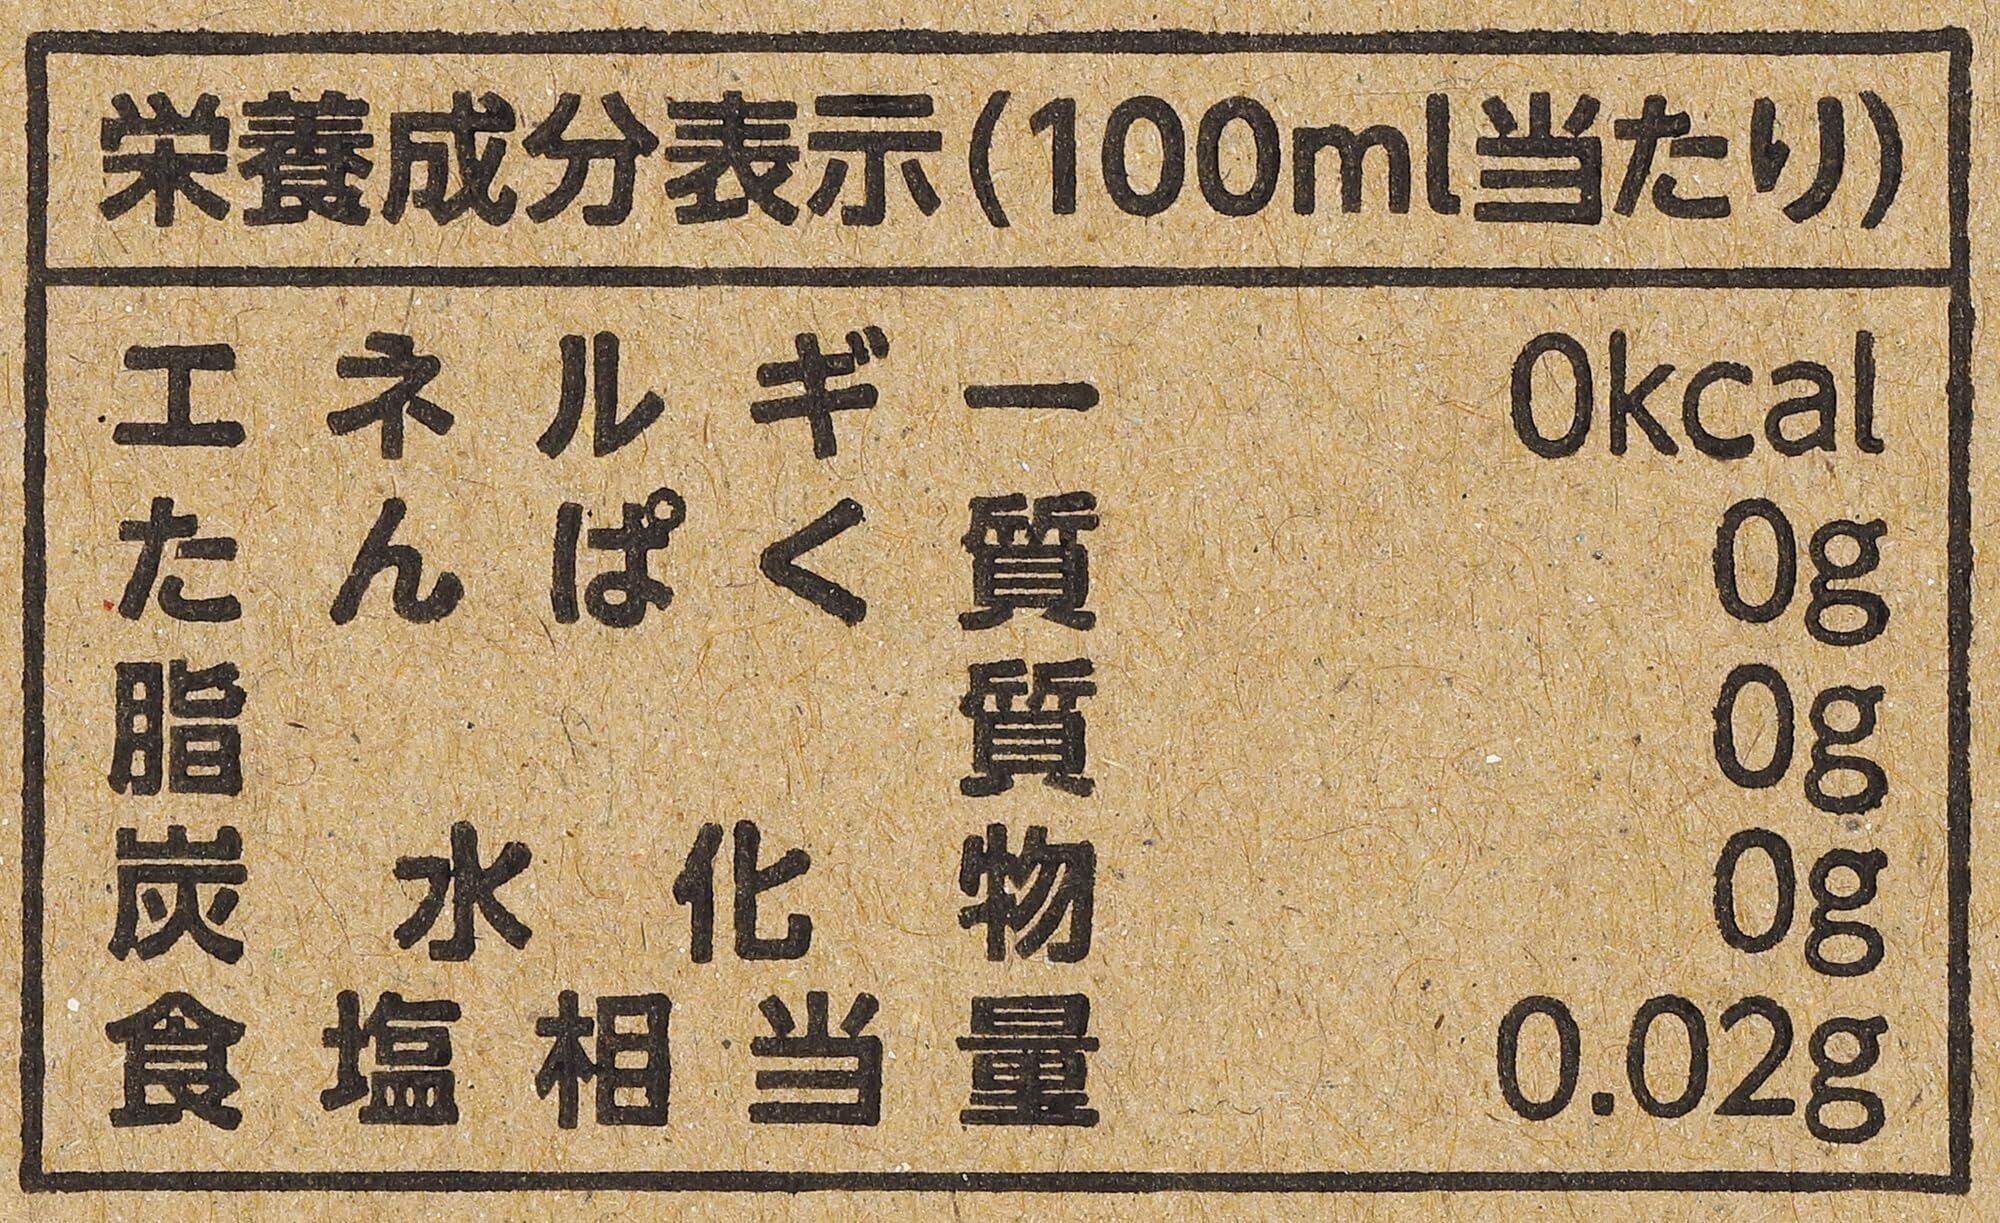 栄養成分表示(100ml当たり)
エネルギー 0kcal
たんぱく質 0g
脂質 0g
炭水化物 0g
食塩相当量 0.02g